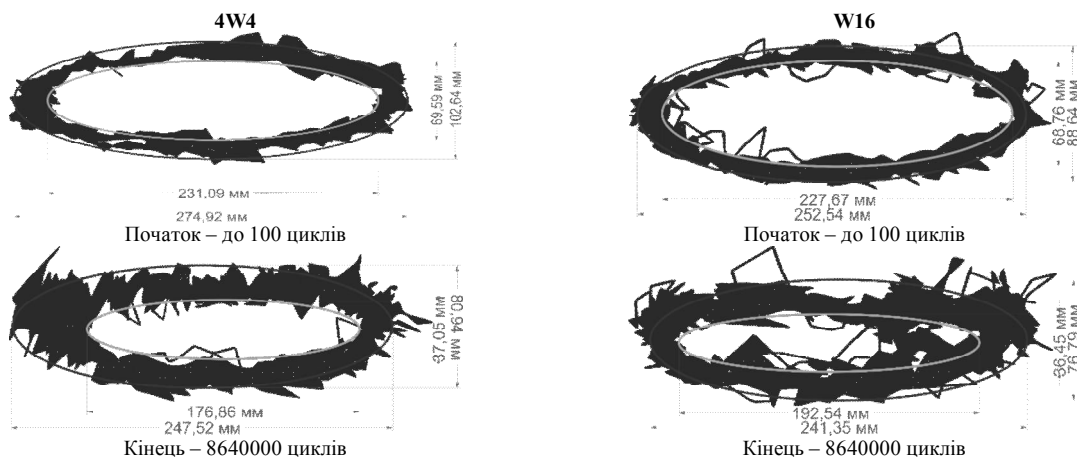 4W4
69,59 мм
102,64 мм
231,09 мм
274,92 мм
Початок – до 100 циклів
W16
68,76 мм
88,64 мм
227,67 мм
252,54 мм
Початок – до 100 циклів
37,05 мм
80,94 мм
176,86 мм
247,52 мм
Кінець – 8640000 циклів
36,45 мм
76,79 мм
192,54 мм
241,35 мм
Кінець – 8640000 циклів